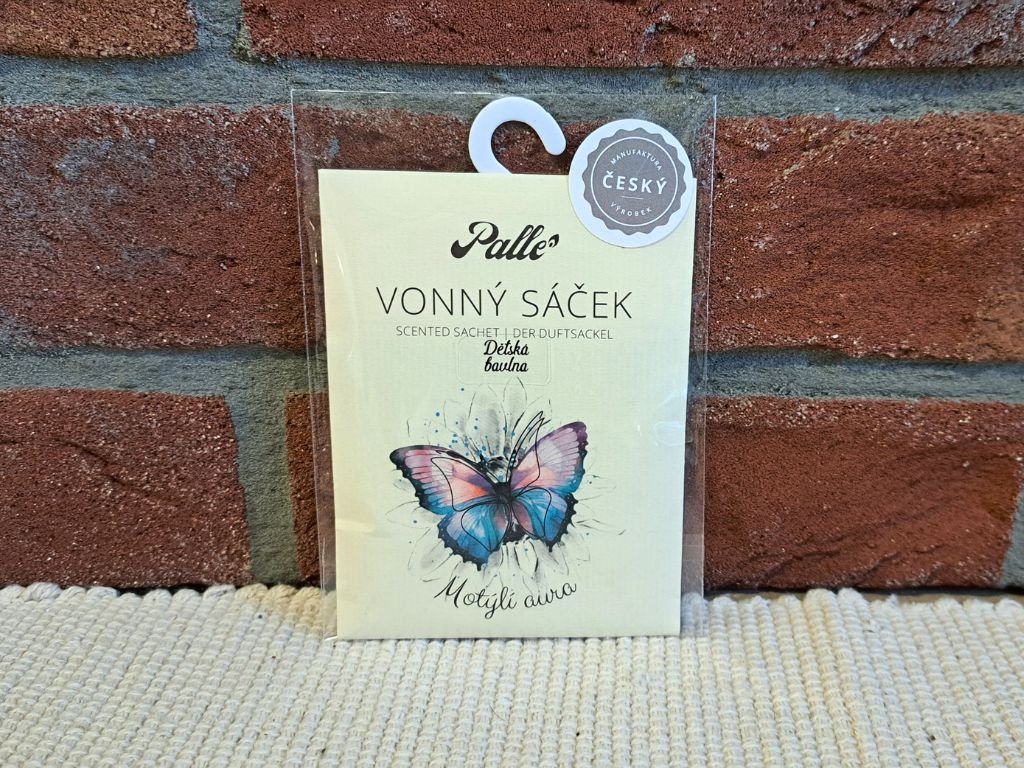 MANUFAKTURA
ČESKÝ
VÝROBEK
Palle
VONNÝ SÁČEK
SCENTED SACHET | DER DUFTSACKEL
Dětská
bavlna
Motýlí aura